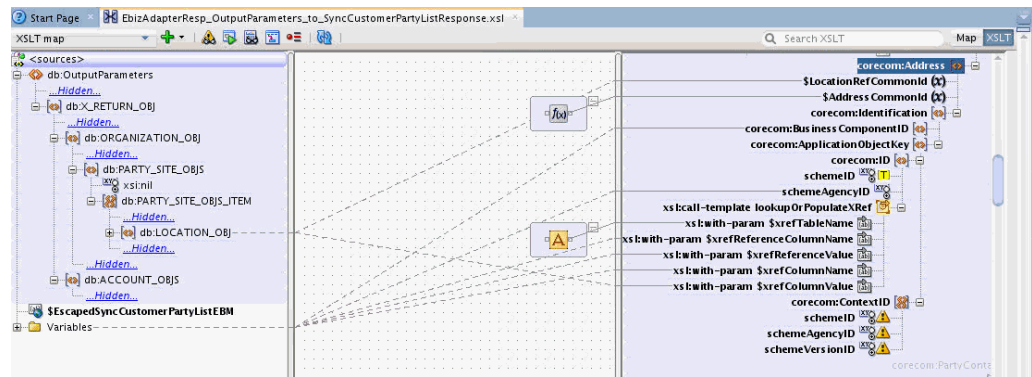 Start Page
EbizAdapterResp_OutputParameters_to_SyncCustomerPartyListResponse.xsl
XSLT map
Search XSLT
Map
XSLT
<sources>
db:OutputParameters
...Hidden...
db:X_RETURN_OBJ
...Hidden...
db:ORGANIZATION_OBJ
...Hidden...
db:PARTY_SITE_OBJS
xsi:nil
db:PARTY_SITE_OBJS_ITEM
...Hidden...
db:LOCATION_OBJ
...Hidden...
...Hidden...
db:ACCOUNT_OBJS
...Hidden...
$EscapedSyncCustomerPartyListEBM
Variables
f(x)
A
corecom:Address
$LocationRefCommonId (x)
$AddressCommonId (x)
corecom:Identification
corecom:BusinessComponentID
corecom:ApplicationObjectKey
corecom:ID
schemeID T
schemeAgencyID
xsl:call-template lookupOrPopulateXRef
xsl:with-param $xrefTableName
xsl:with-param $xrefReferenceColumnName
xsl:with-param $xrefReferenceValue
xsl:with-param $xrefColumnName
xsl:with-param $xrefColumnValue
corecom:ContextID
schemeID
schemeAgencyID
schemeVersionID
corecom:PartyConta